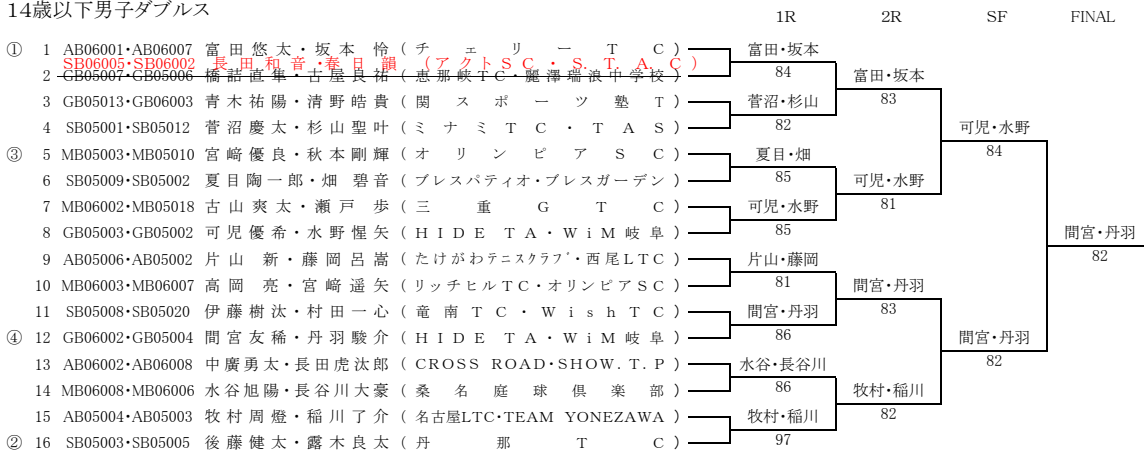 14歳以下男子ダブルス
1R 2R SF FINAL
① 1 AB06001・AB06007 富田悠太・坂本 怜 (チェリーTC)
SB06005・SB06002 長田和音・春日韻 (アクトSC・S.T.A.C)
2 GB05007・GB05006 橋詰直隼・古屋良祐 (恵那峡TC・麗澤瑞浪中学校)
3 GB05013・GB06003 青木祐陽・清野皓貴 (関スポーツ塾T)
4 SB05001・SB05012 菅沼慶太・杉山聖叶 (ミナミTC・TAS)
③ 5 MB05003・MB05010 宮﨑優良・秋本剛輝 (オリンピアSC)
6 SB05009・SB05002 夏目陶一郎・畑 碧音 (ブレスパティオ・ブレスガーデン)
7 MB06002・MB05018 古山爽太・瀬戸 歩 (三重GTC)
8 GB05003・GB05002 可児優希・水野惺矢 (HIDE TA・WiM岐阜)
9 AB05006・AB05002 片山 新・藤岡呂嵩 (たけがわテニスクラブ・西尾LTC)
10 MB06003・MB06007 高岡 亮・宮﨑遥矢 (リッチヒルTC・オリンピアSC)
11 SB05008・SB05020 伊藤樹汰・村田一心 (竜南TC・WishTC)
④ 12 GB06002・GB05004 間宮友稀・丹羽駿介 (HIDE TA・WiM岐阜)
13 AB06002・AB06008 中廣勇太・長田虎汰郎 (CROSS ROAD・SHOW.T.P)
14 MB06008・MB06006 水谷旭陽・長谷川大豪 (桑名庭球倶楽部)
15 AB05004・AB05003 牧村周燈・稲川了介 (名古屋LTC・TEAM YONEZAWA)
② 16 SB05003・SB05005 後藤健太・露木良太 (丹那TC)
富田・坂本
84
菅沼・杉山
82
夏目・畑
85
可児・水野
85
片山・藤岡
81
間宮・丹羽
86
水谷・長谷川
86
牧村・稲川
97
富田・坂本
83
可児・水野
81
間宮・丹羽
83
牧村・稲川
82
可児・水野
84
間宮・丹羽
82
間宮・丹羽
82